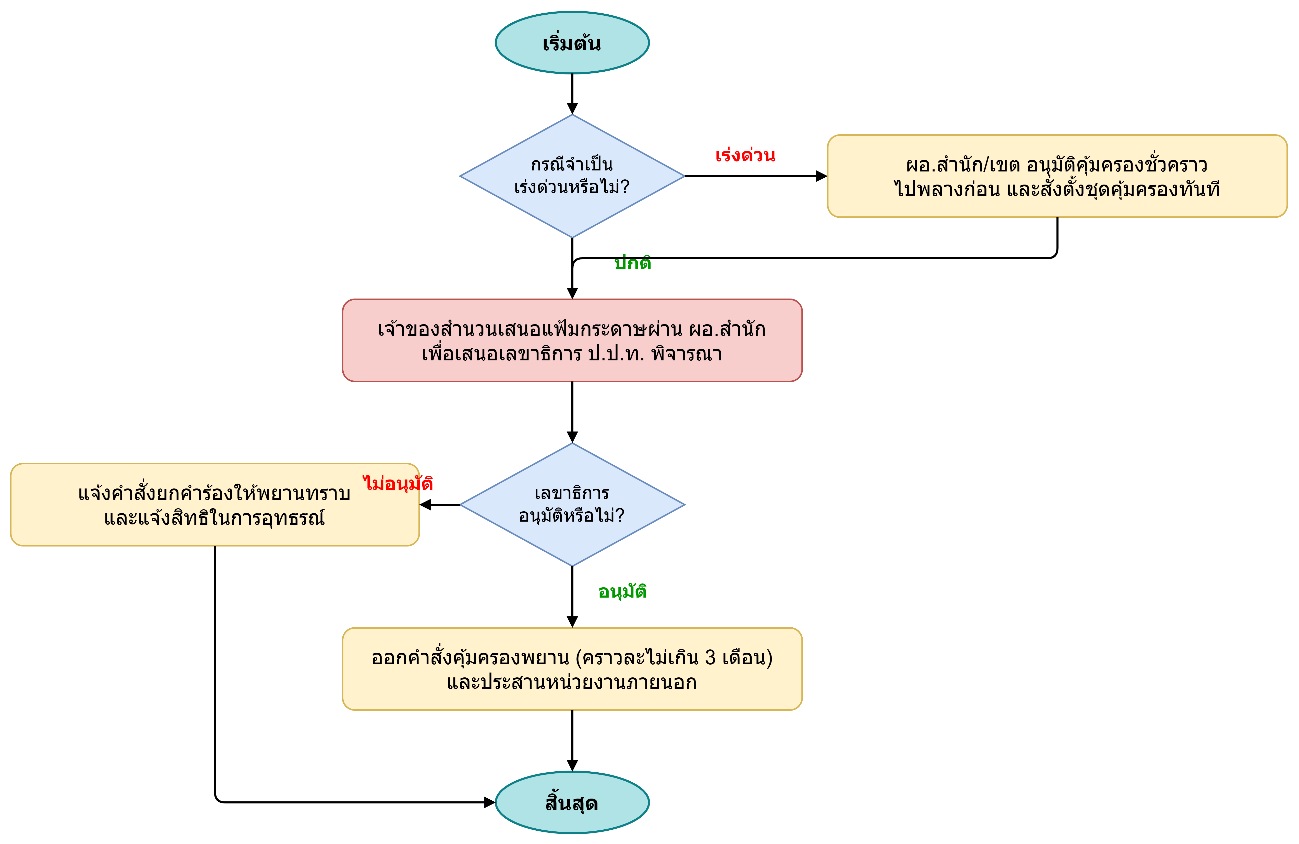 เริ่มต้น
กรณีจำเป็น
เร่งด่วนหรือไม่?
เร่งด่วน
ผอ.สำนัก/เขต อนุมัติคุ้มครองชั่วคราว
ไปพลางก่อน และสั่งตั้งชุดคุ้มครองทันที
ปกติ
เจ้าของสำนวนเสนอแฟ้มกระดาษผ่าน ผอ.สำนัก
เพื่อเสนอเลขาธิการ ป.ป.ท. พิจารณา
เลขาธิการ
อนุมัติหรือไม่?
ไม่อนุมัติ
แจ้งคำสั่งยกคำร้องให้พยานทราบ
และแจ้งสิทธิในการอุทธรณ์
อนุมัติ
ออกคำสั่งคุ้มครองพยาน (คราวละไม่เกิน 3 เดือน)
และประสานหน่วยงานภายนอก
สิ้นสุด